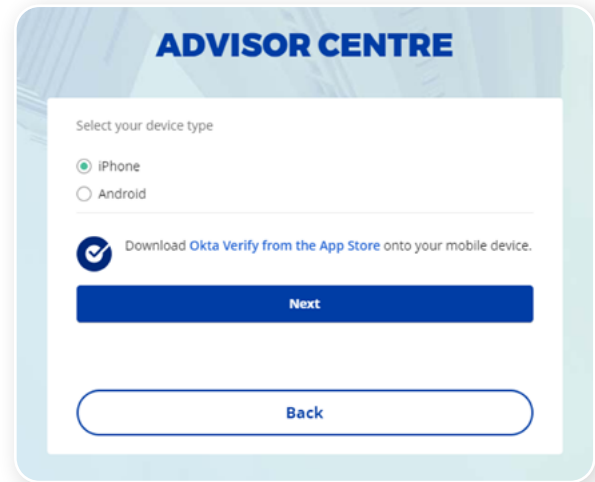 ADVISOR CENTRE
Select your device type
iPhone
Android
Download Okta Verify from the App Store onto your mobile device.
Next
Back